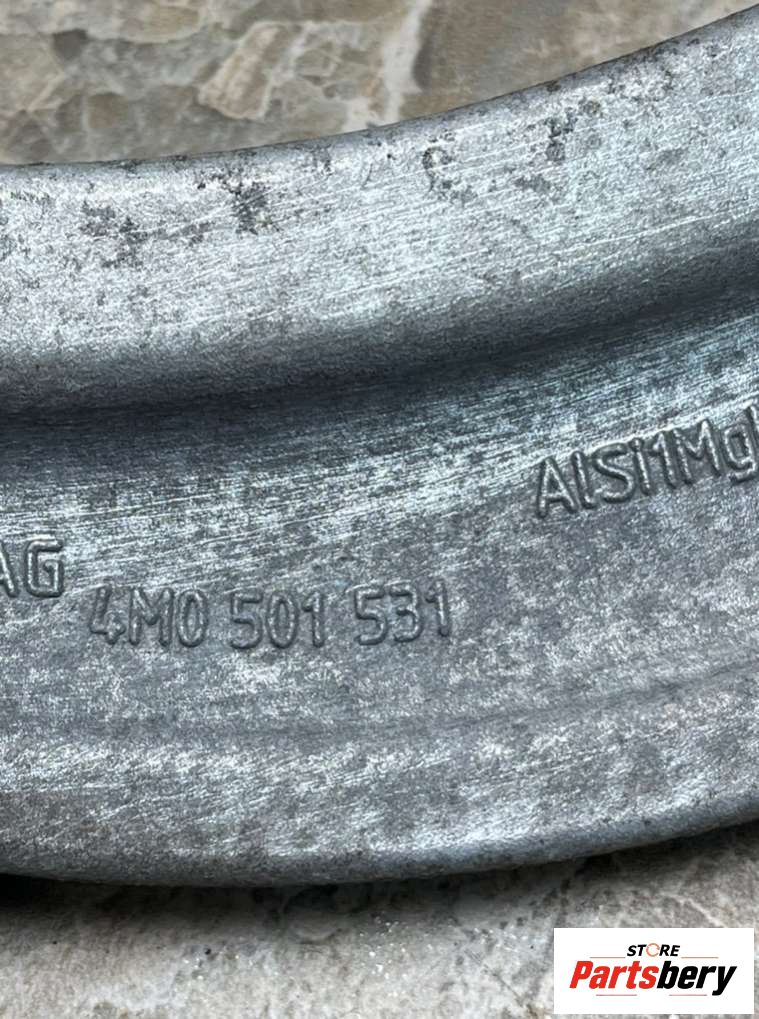 AG 4M0 501 531
AlSi1Mg
STORE
Partsbery